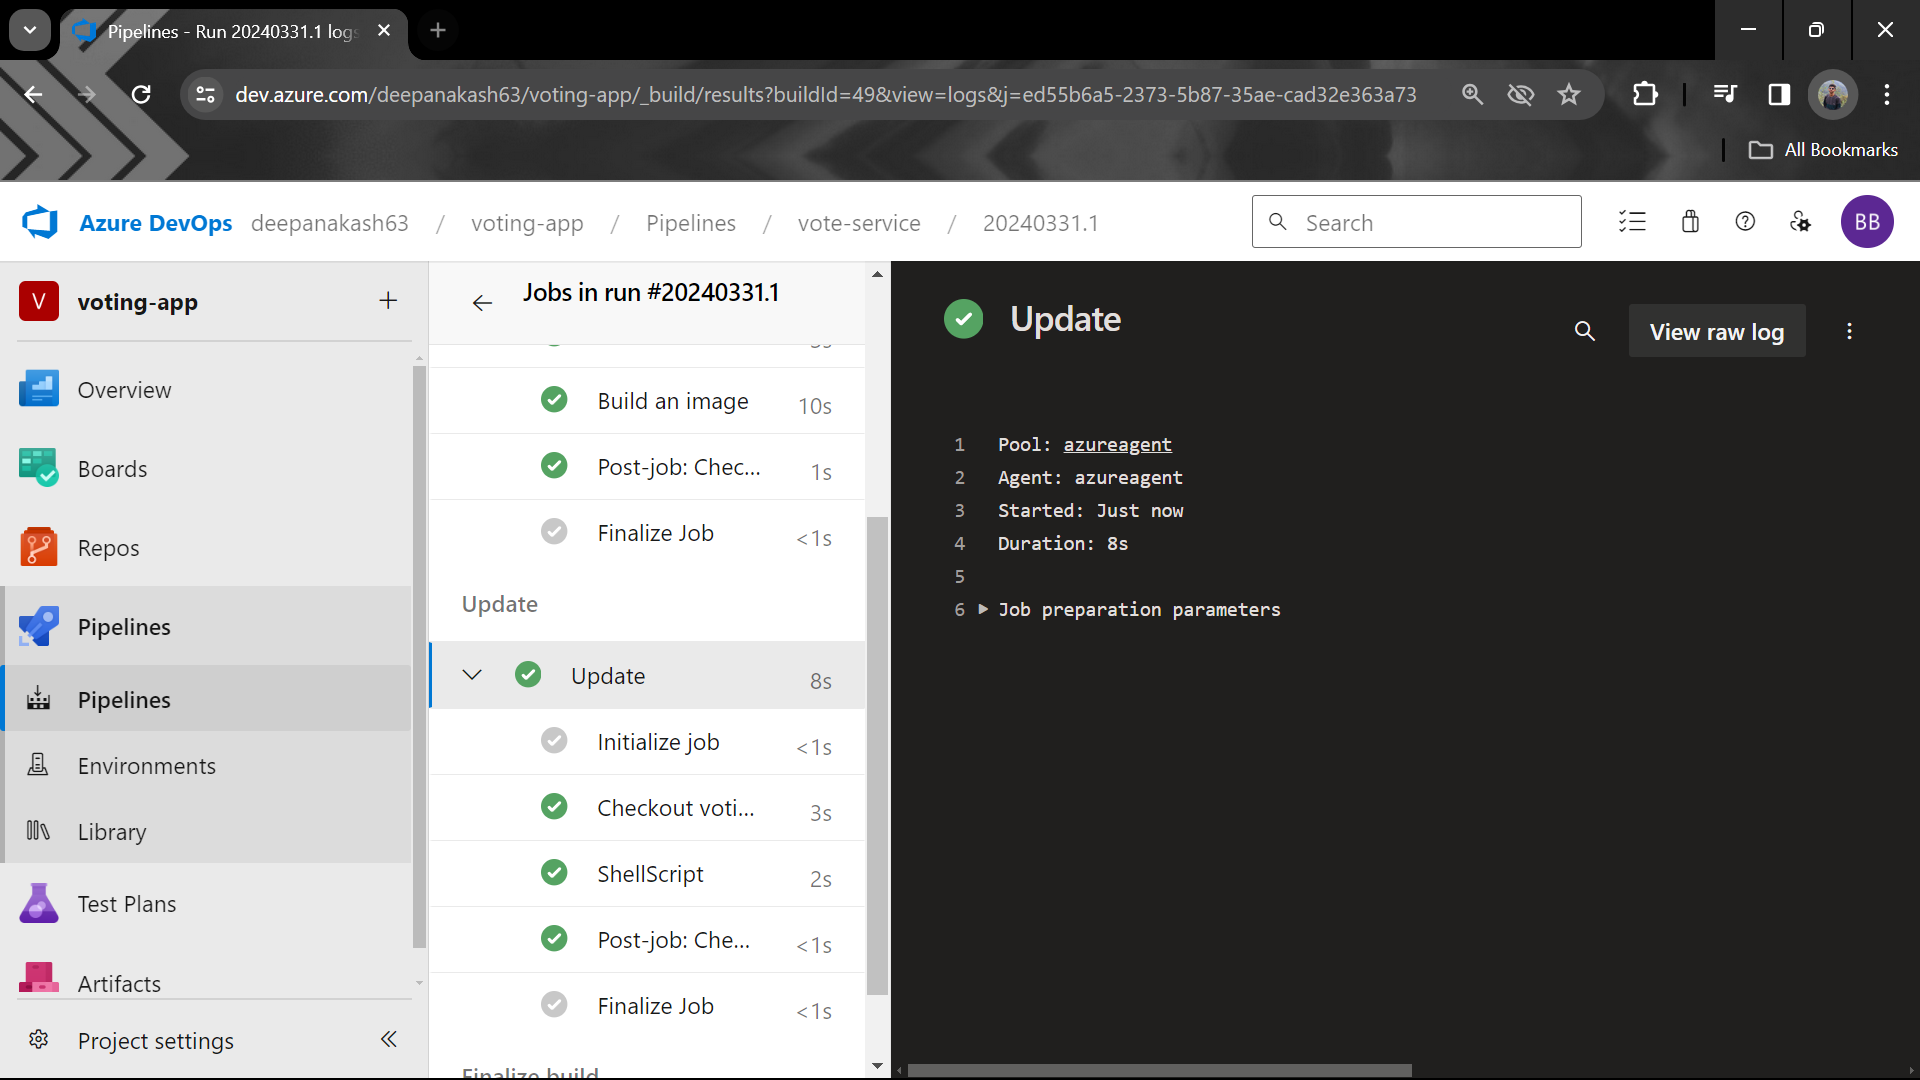 Pipelines - Run 20240331.1 logs
dev.azure.com/deepanakash63/voting-app/_build/results?buildId=49&view=logs&j=ed55b6a5-2373-5b87-35ae-cad32e363a73
All Bookmarks
Azure DevOps deepanakash63 / voting-app / Pipelines / vote-service / 20240331.1
Search
BB
V voting-app
Overview
Boards
Repos
Pipelines
Pipelines
Environments
Library
Test Plans
Artifacts
Project settings
Jobs in run #20240331.1
Build an image 10s
Post-job: Chec... 1s
Finalize Job <1s
Update
Update 8s
Initialize job <1s
Checkout voti... 3s
ShellScript 2s
Post-job: Che... <1s
Finalize Job <1s
Finalize build
Update
View raw log
1 Pool: azureagent
2 Agent: azureagent
3 Started: Just now
4 Duration: 8s
5
6 Job preparation parameters